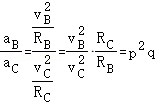 a_B/a_C = (v_B^2/R_B)/(v_C^2/R_C) = v_B^2/v_C^2 · R_C/R_B = p^2 q